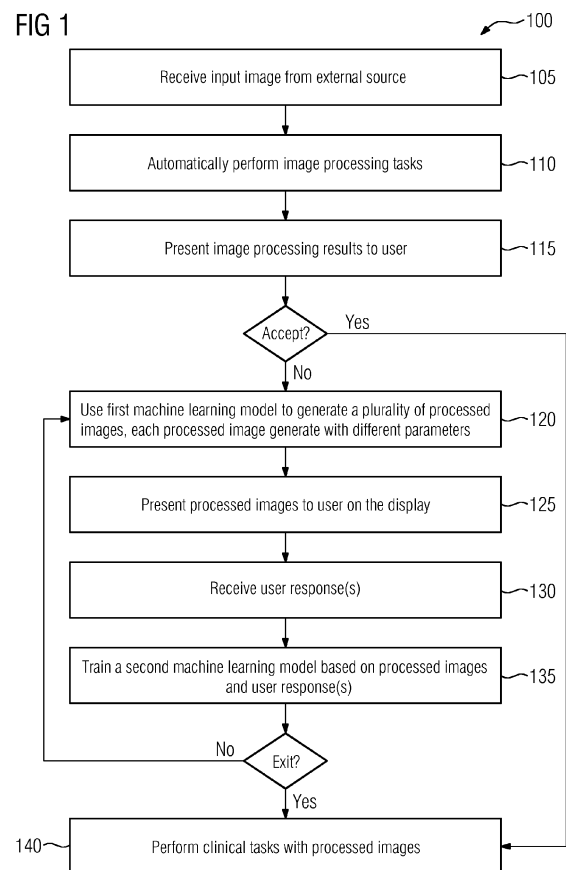 FIG 1
100
Receive input image from external source
105
Automatically perform image processing tasks
110
Present image processing results to user
115
Accept?
Yes
No
Use first machine learning model to generate a plurality of processed
images, each processed image generate with different parameters
120
Present processed images to user on the display
125
Receive user response(s)
130
Train a second machine learning model based on processed images
and user response(s)
135
No
Exit?
Yes
140
Perform clinical tasks with processed images